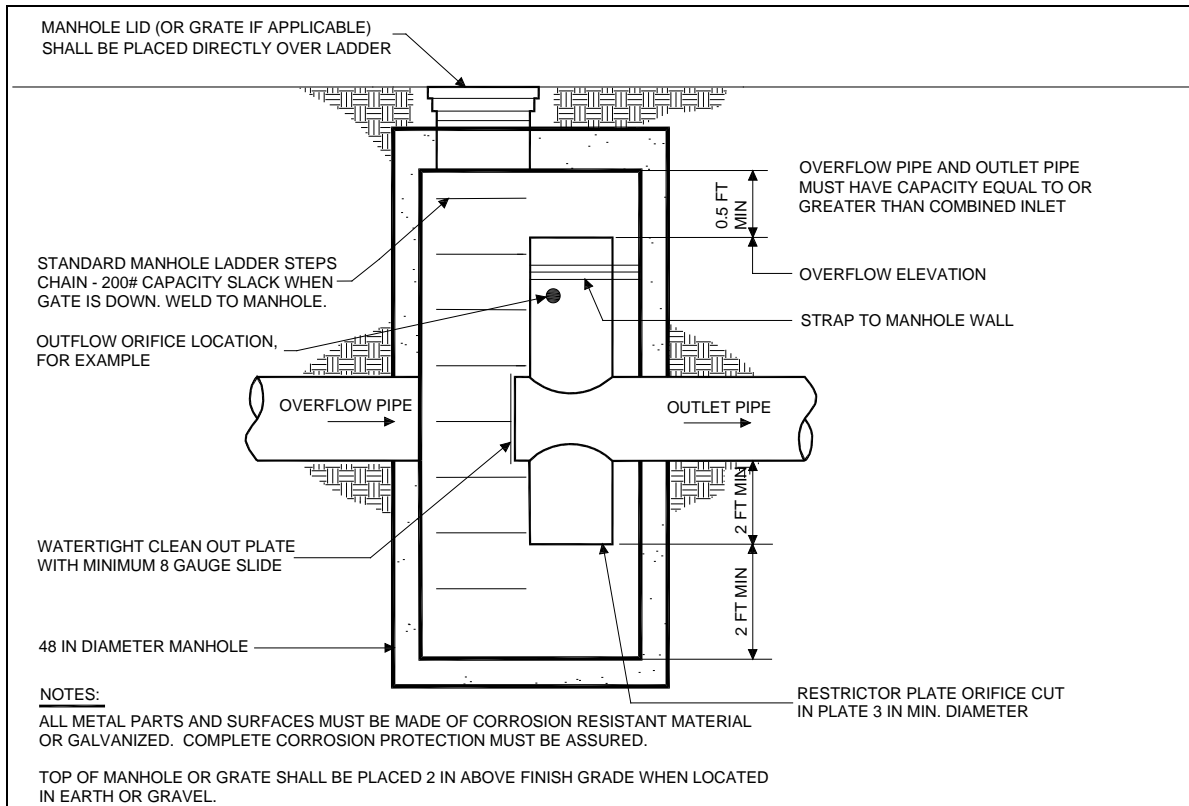 MANHOLE LID (OR GRATE IF APPLICABLE)
SHALL BE PLACED DIRECTLY OVER LADDER
OVERFLOW PIPE AND OUTLET PIPE
MUST HAVE CAPACITY EQUAL TO OR
GREATER THAN COMBINED INLET
0.5 FT
MIN
STANDARD MANHOLE LADDER STEPS
CHAIN - 200# CAPACITY SLACK WHEN
GATE IS DOWN. WELD TO MANHOLE.
OVERFLOW ELEVATION
STRAP TO MANHOLE WALL
OUTFLOW ORIFICE LOCATION,
FOR EXAMPLE
OVERFLOW PIPE
OUTLET PIPE
2 FT MIN
WATERTIGHT CLEAN OUT PLATE
WITH MINIMUM 8 GAUGE SLIDE
2 FT MIN
48 IN DIAMETER MANHOLE
RESTRICTOR PLATE ORIFICE CUT
IN PLATE 3 IN MIN. DIAMETER
NOTES:
ALL METAL PARTS AND SURFACES MUST BE MADE OF CORROSION RESISTANT MATERIAL
OR GALVANIZED. COMPLETE CORROSION PROTECTION MUST BE ASSURED.
TOP OF MANHOLE OR GRATE SHALL BE PLACED 2 IN ABOVE FINISH GRADE WHEN LOCATED
IN EARTH OR GRAVEL.